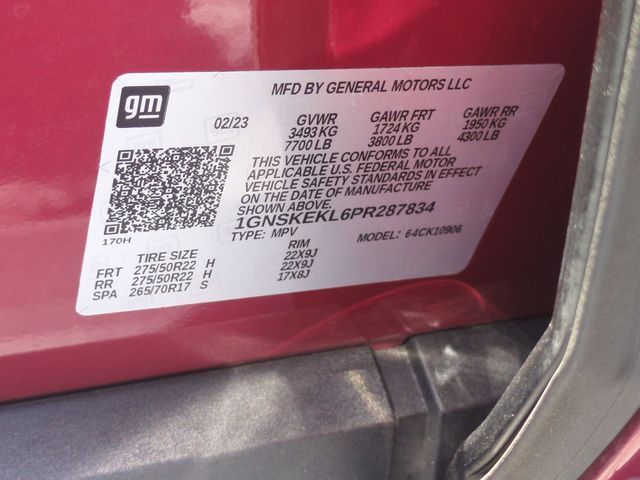 gm
MFD BY GENERAL MOTORS LLC
02/23 GVWR GAWR FRT GAWR RR
3493 KG 1724 KG 1950 KG
7700 LB 3800 LB 4300 LB
THIS VEHICLE CONFORMS TO ALL
APPLICABLE U.S. FEDERAL MOTOR
VEHICLE SAFETY STANDARDS IN EFFECT
ON THE DATE OF MANUFACTURE
SHOWN ABOVE.
1GNSKEKL6PR287834
170H
TYPE: MPV MODEL: 64CK10906
TIRE SIZE RIM
FRT 275/50R22 H 22X9J
RR 275/50R22 H 22X9J
SPA 265/70R17 S 17X8J